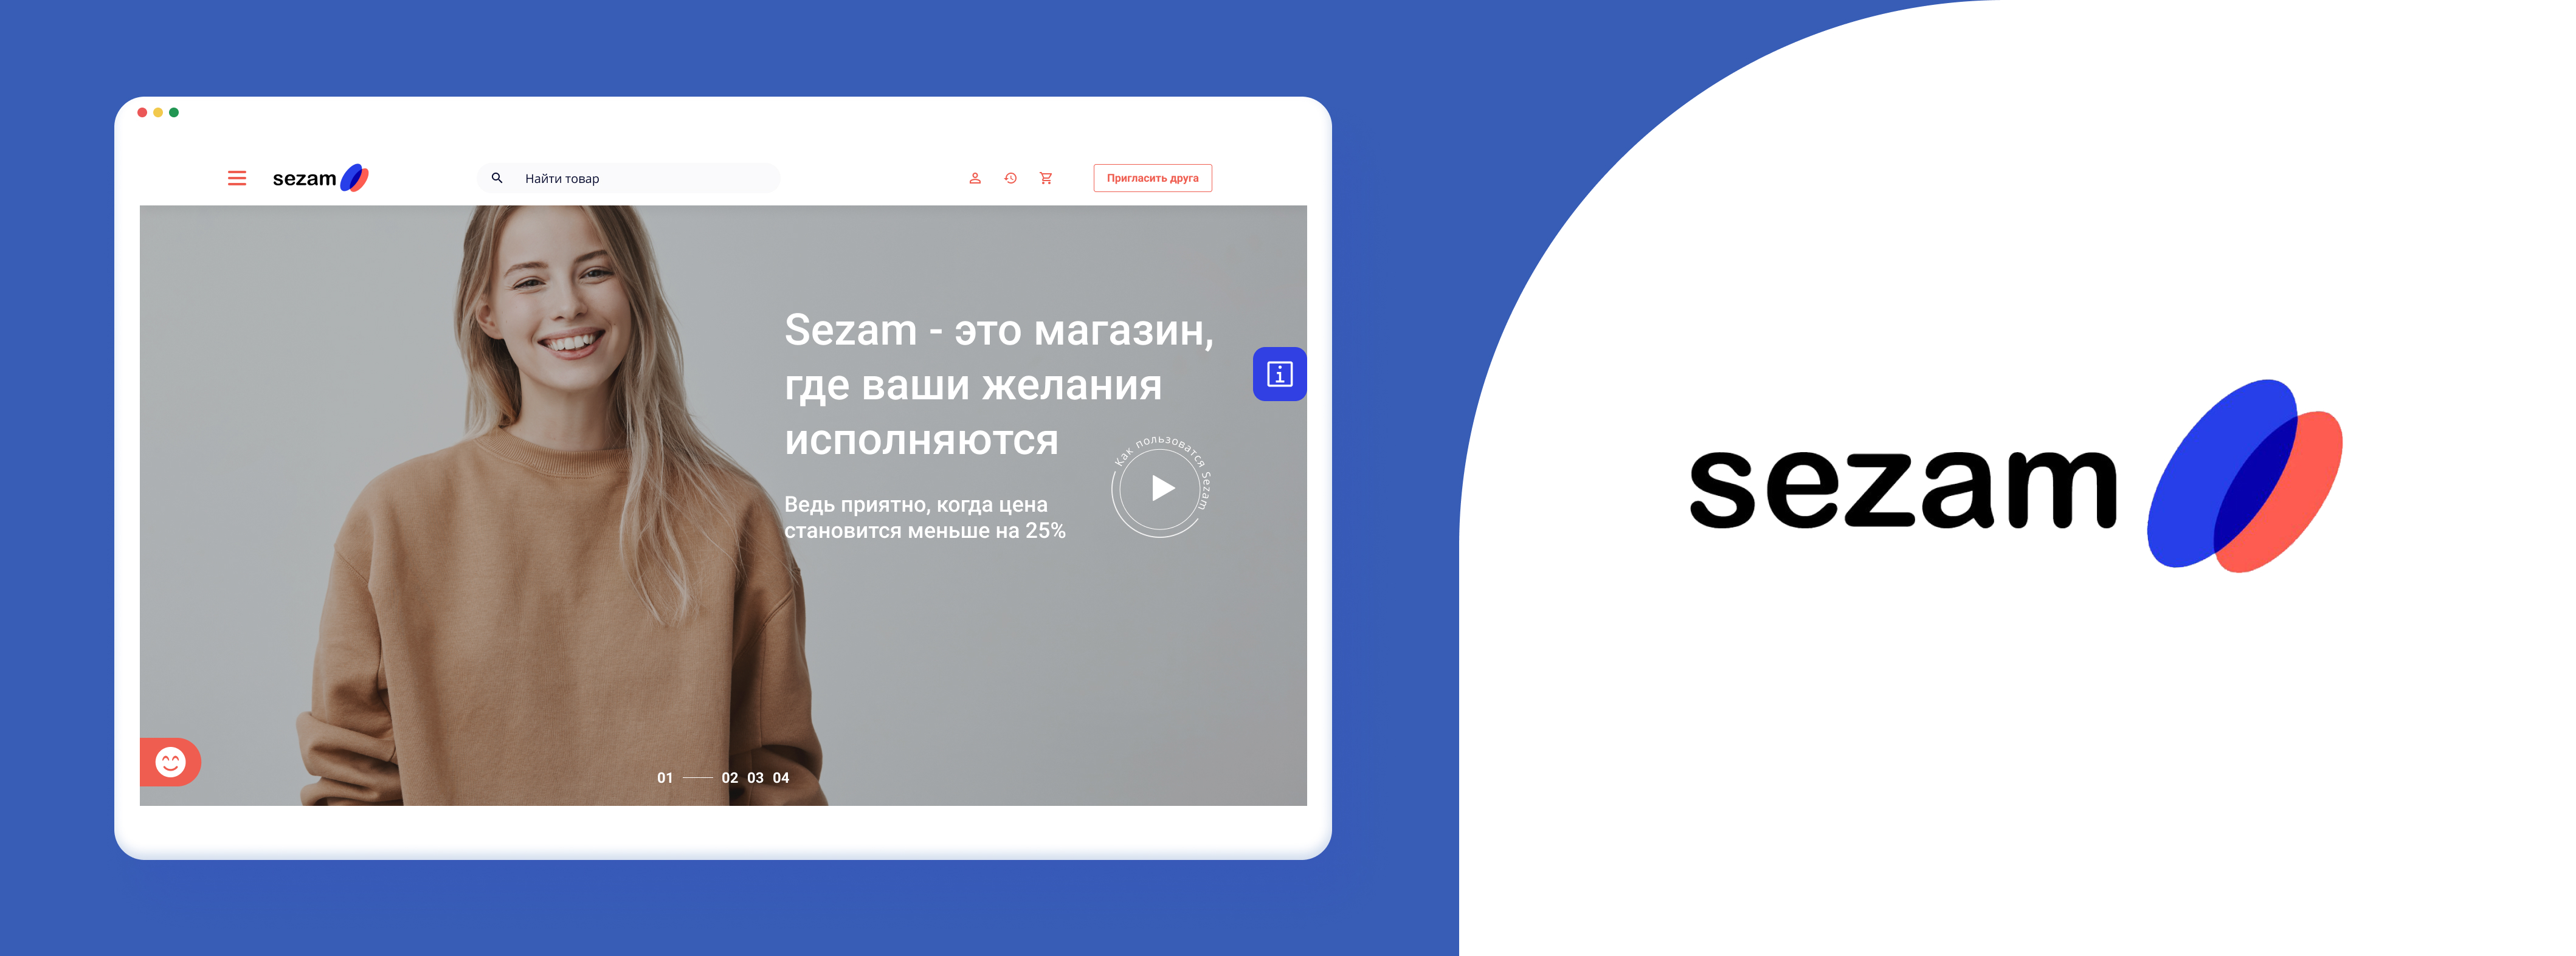 sezam
Найти товар
Пригласить друга
Sezam - это магазин,
где ваши желания
исполняются
Как пользоватся Sezam
Ведь приятно, когда цена
становится меньше на 25%
01 02 03 04
sezam